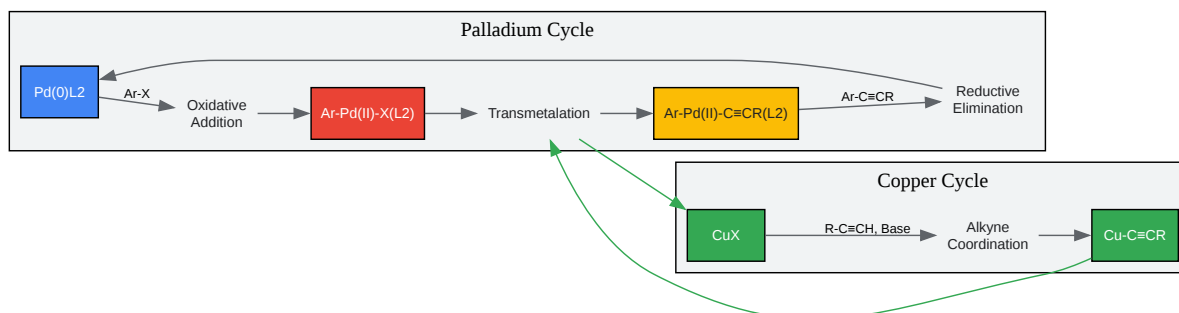 Palladium Cycle
Pd(0)L2
Ar-X
Oxidative
Addition
Ar-Pd(II)-X(L2)
Transmetalation
Ar-Pd(II)-C≡CR(L2)
Ar-C≡CR
Reductive
Elimination
Copper Cycle
CuX
R-C≡CH, Base
Alkyne
Coordination
Cu-C≡CR